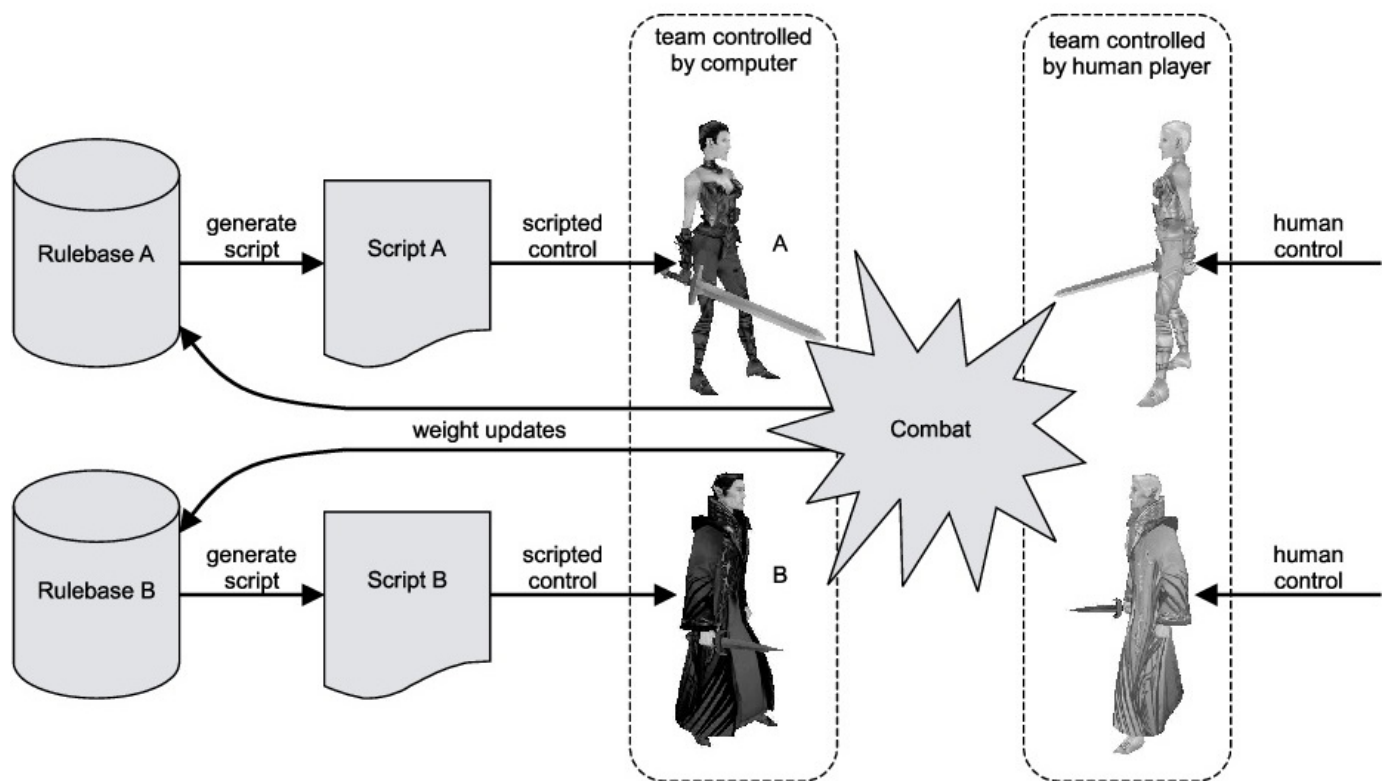 team controlled
by computer
team controlled
by human player
Rulebase A
generate
script
Script A
scripted
control
A
human
control
weight updates
Combat
Rulebase B
generate
script
Script B
scripted
control
B
human
control